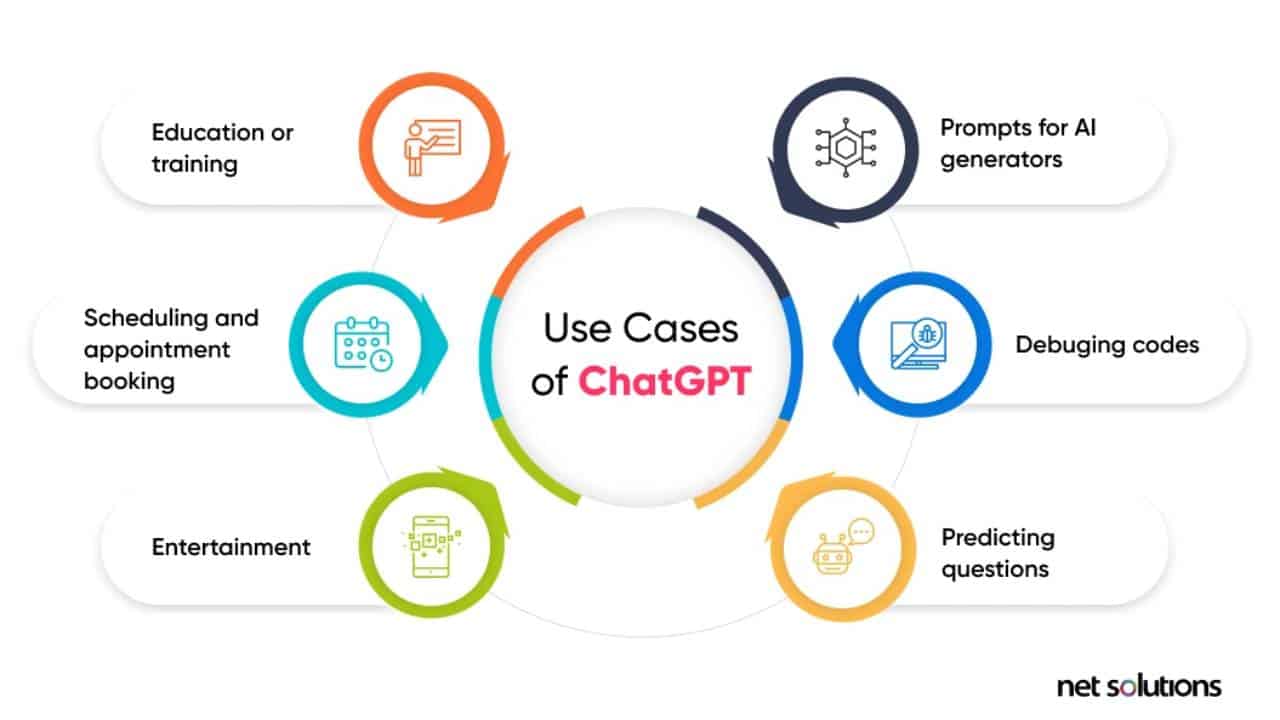 Education or
training
Scheduling and
appointment
booking
Entertainment
Use Cases
of ChatGPT
Prompts for AI
generators
Debuging codes
Predicting
questions
net solutions